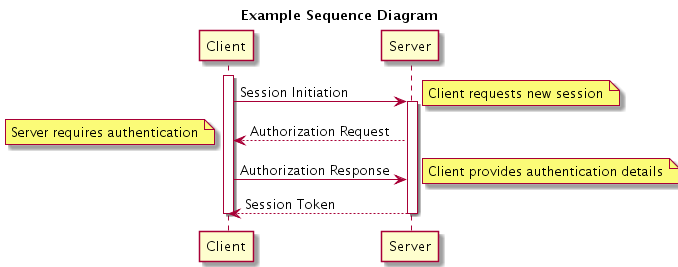 Example Sequence Diagram
Client
Server
Session Initiation
Client requests new session
Authorization Request
Server requires authentication
Authorization Response
Client provides authentication details
Session Token
Client
Server